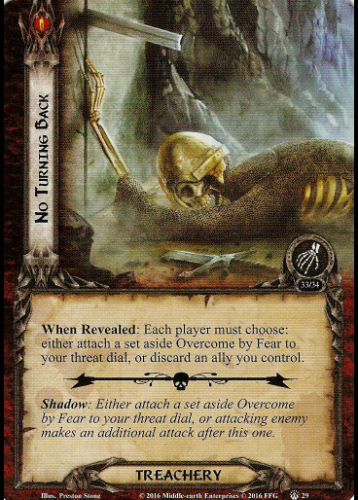 No Turning Back
33/34
When Revealed: Each player must choose:
either attach a set aside Overcome by Fear to
your threat dial, or discard an ally you control.
Shadow: Either attach a set aside Overcome
by Fear to your threat dial, or attacking enemy
makes an additional attack after this one.
TREACHERY
Illus. Preston Stone
© 2016 Middle-earth Enterprises © 2016 FFG
29